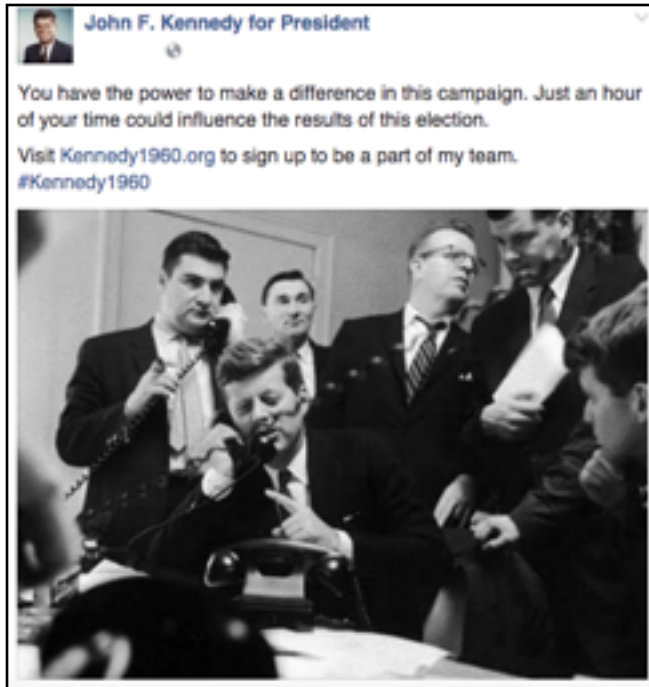 John F. Kennedy for President
You have the power to make a difference in this campaign. Just an hour
of your time could influence the results of this election.
Visit Kennedy1960.org to sign up to be a part of my team.
#Kennedy1960